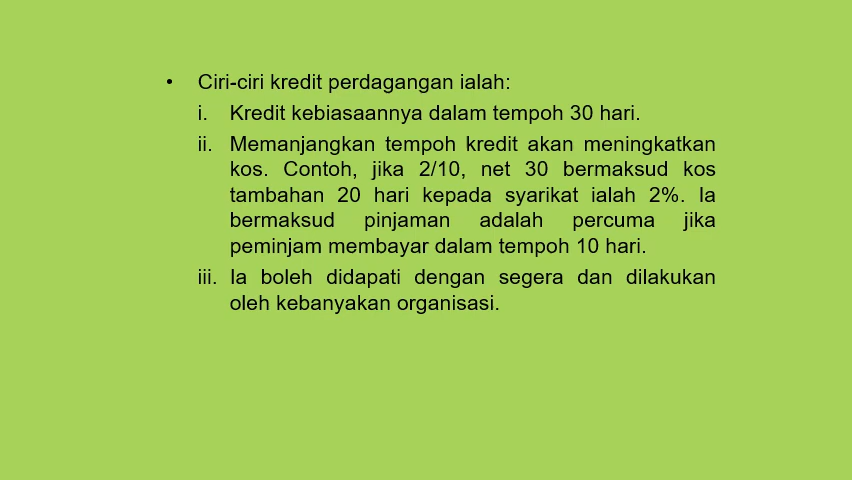 • Ciri-ciri kredit perdagangan ialah:
i. Kredit kebiasaannya dalam tempoh 30 hari.
ii. Memanjangkan tempoh kredit akan meningkatkan
kos. Contoh, jika 2/10, net 30 bermaksud kos
tambahan 20 hari kepada syarikat ialah 2%. Ia
bermaksud pinjaman adalah percuma jika
peminjam membayar dalam tempoh 10 hari.
iii. Ia boleh didapati dengan segera dan dilakukan
oleh kebanyakan organisasi.